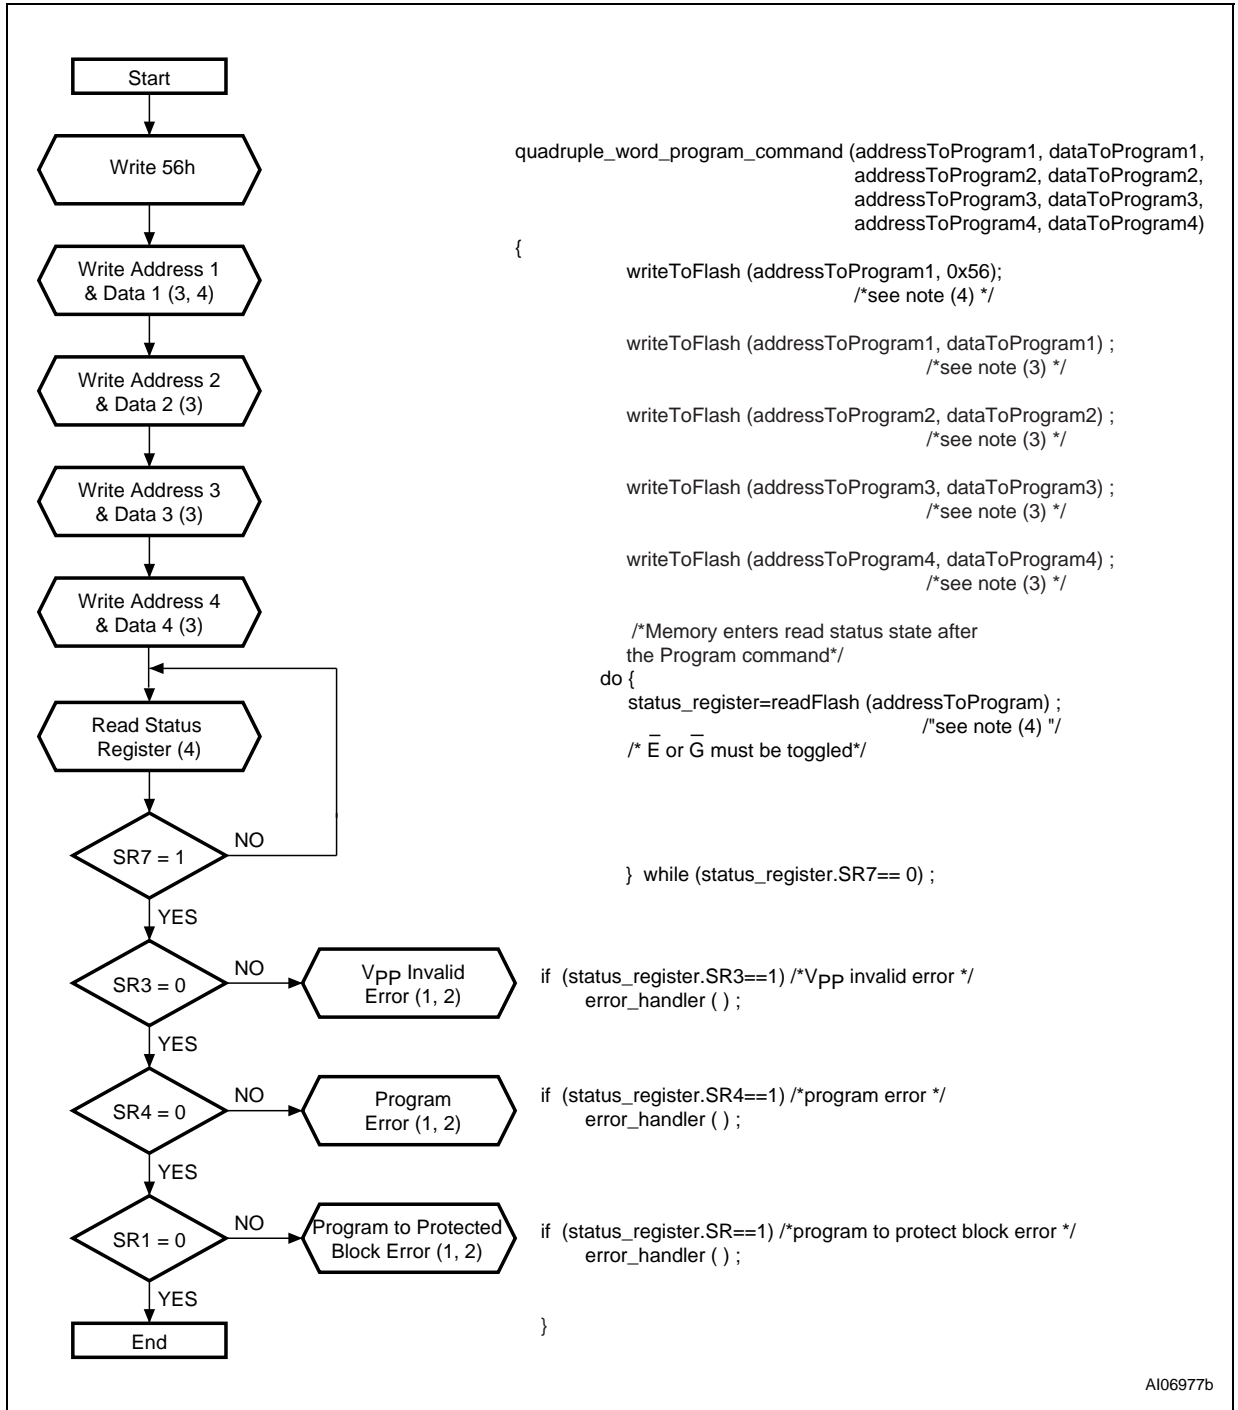 Start
Write 56h
Write Address 1
& Data 1 (3, 4)
Write Address 2
& Data 2 (3)
Write Address 3
& Data 3 (3)
Write Address 4
& Data 4 (3)
Read Status
Register (4)
SR7 = 1
NO
YES
SR3 = 0
NO
VPP Invalid
Error (1, 2)
YES
SR4 = 0
NO
Program
Error (1, 2)
YES
SR1 = 0
NO
Program to Protected
Block Error (1, 2)
YES
End
quadruple_word_program_command (addressToProgram1, dataToProgram1,
addressToProgram2, dataToProgram2,
addressToProgram3, dataToProgram3,
addressToProgram4, dataToProgram4)
{
writeToFlash (addressToProgram1, 0x56);
/*see note (4) */
writeToFlash (addressToProgram1, dataToProgram1) ;
/*see note (3) */
writeToFlash (addressToProgram2, dataToProgram2) ;
/*see note (3) */
writeToFlash (addressToProgram3, dataToProgram3) ;
/*see note (3) */
writeToFlash (addressToProgram4, dataToProgram4) ;
/*see note (3) */
/*Memory enters read status state after
the Program command*/
do {
status_register=readFlash (addressToProgram) ;
/"see note (4) "/
/* E̅ or G̅ must be toggled*/
} while (status_register.SR7== 0) ;
if (status_register.SR3==1) /*VPP invalid error */
error_handler ( ) ;
if (status_register.SR4==1) /*program error */
error_handler ( ) ;
if (status_register.SR==1) /*program to protect block error */
error_handler ( ) ;
}
AI06977b